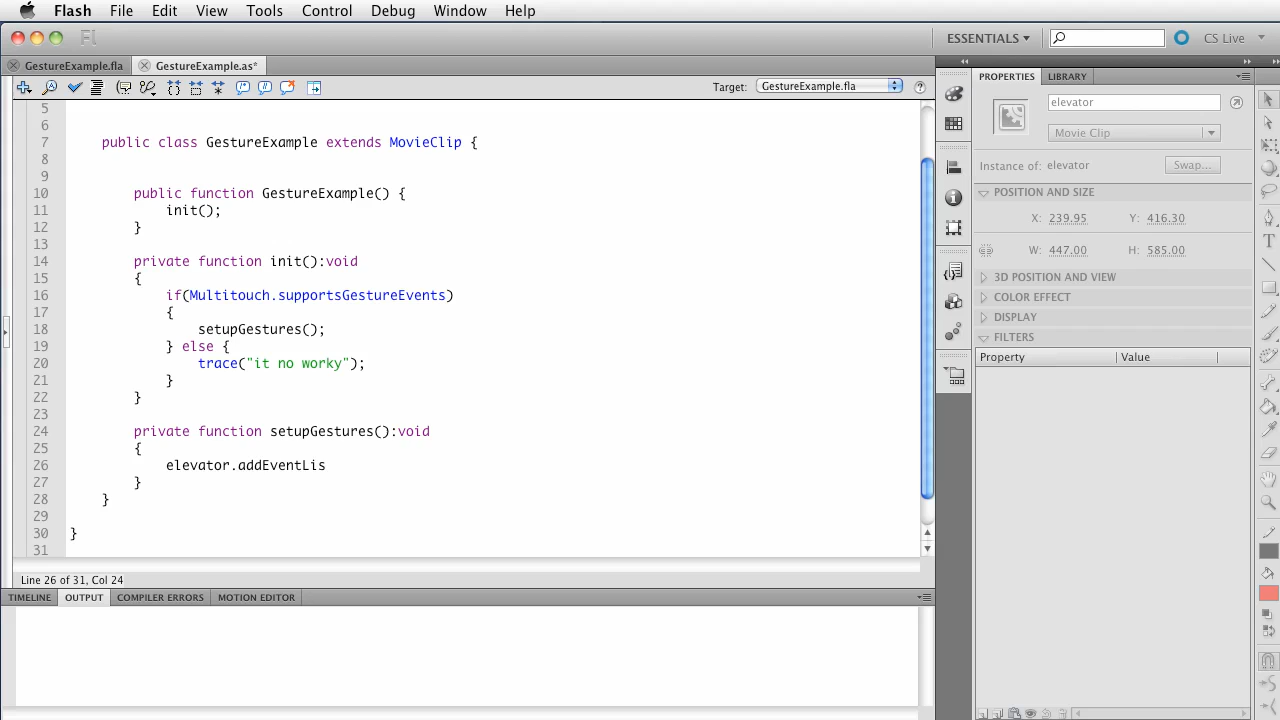 Flash File Edit View Tools Control Debug Window Help
Fl ESSENTIALS CS Live
GestureExample.fla GestureExample.as*
Target: GestureExample.fla
PROPERTIES LIBRARY
elevator
Movie Clip
Instance of: elevator Swap...
POSITION AND SIZE
X: 239.95 Y: 416.30
W: 447.00 H: 585.00
3D POSITION AND VIEW
COLOR EFFECT
DISPLAY
FILTERS
Property Value
5
6
7 public class GestureExample extends MovieClip {
8
9
10 public function GestureExample() {
11 init();
12 }
13
14 private function init():void
15 {
16 if(Multitouch.supportsGestureEvents)
17 {
18 setupGestures();
19 } else {
20 trace("it no worky");
21 }
22 }
23
24 private function setupGestures():void
25 {
26 elevator.addEventLis
27 }
28 }
29
30 }
31
Line 26 of 31, Col 24
TIMELINE OUTPUT COMPILER ERRORS MOTION EDITOR